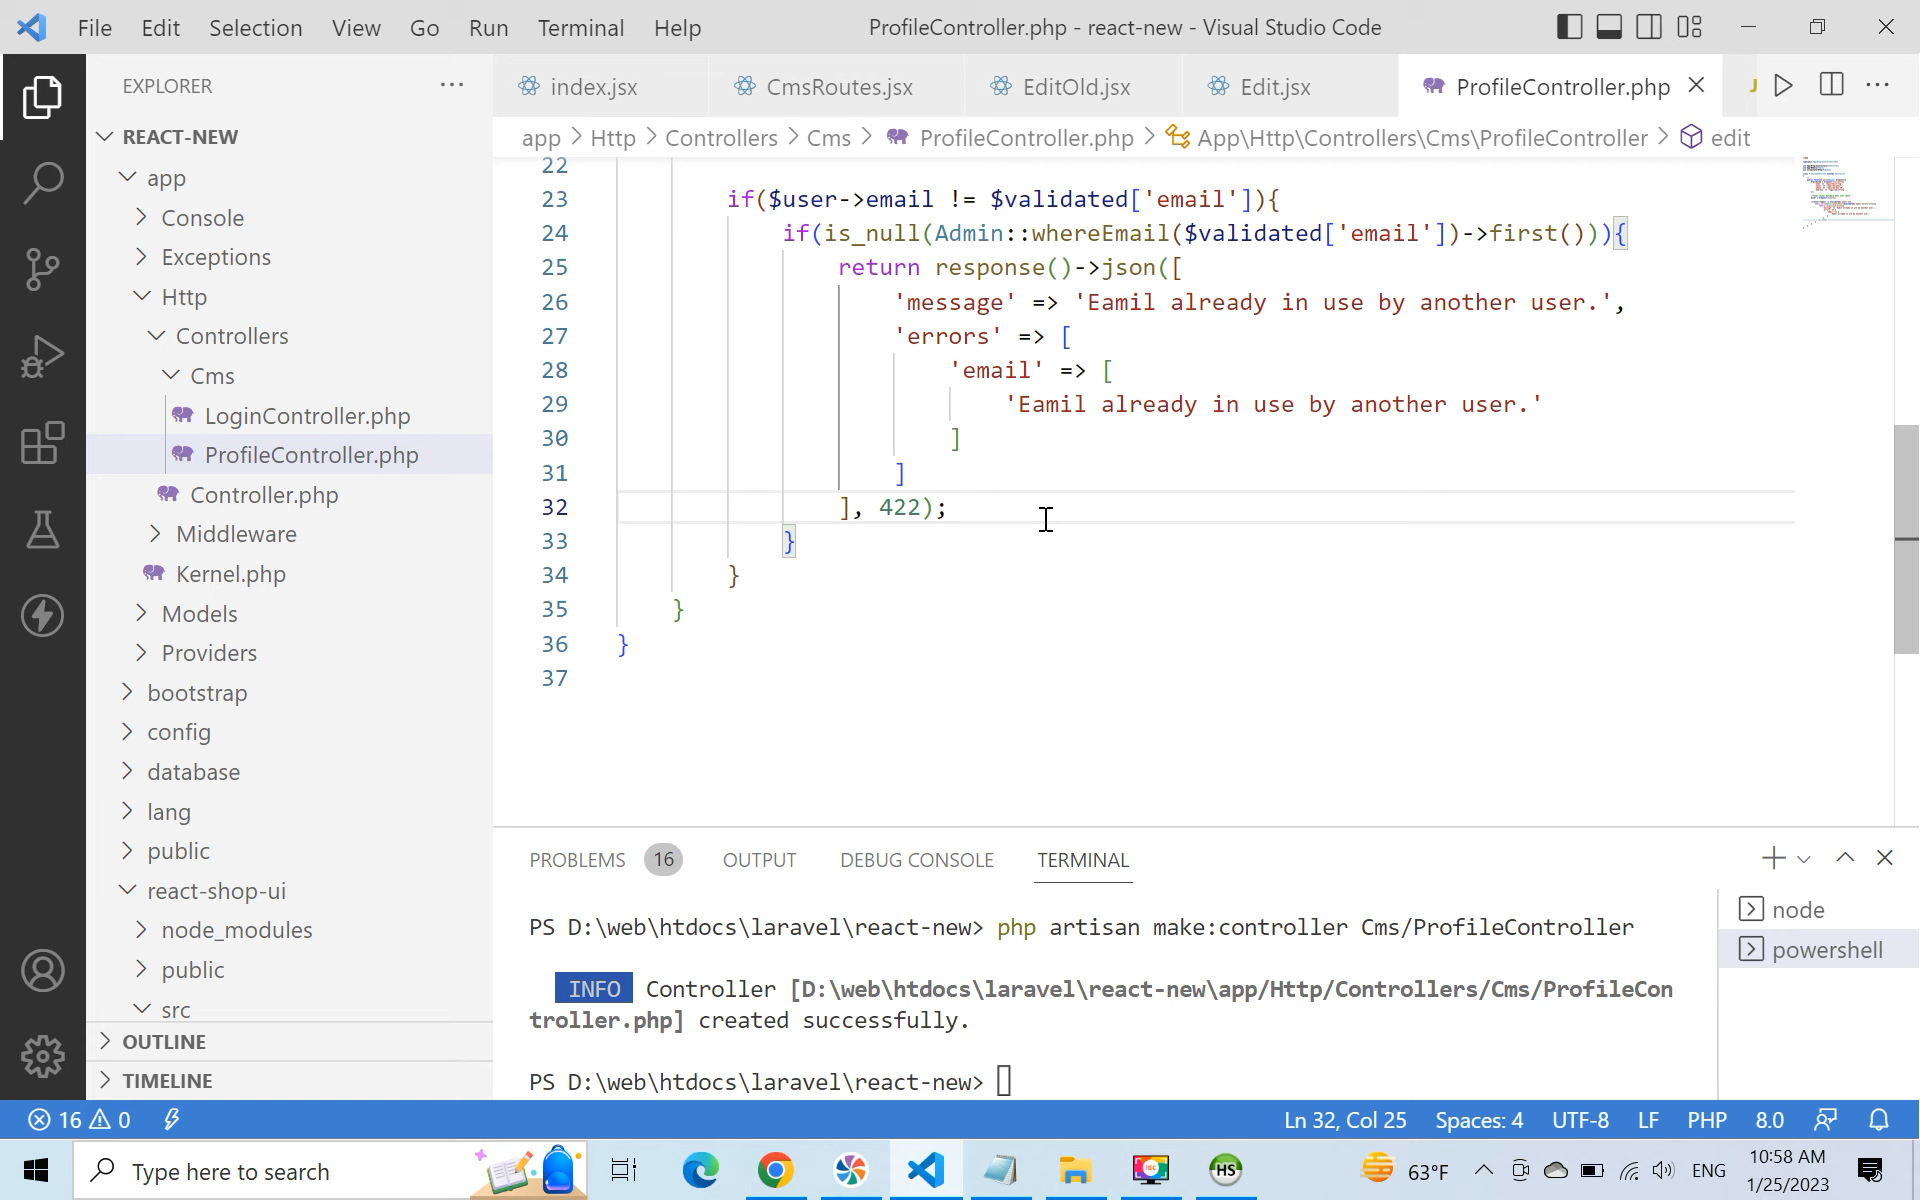 File Edit Selection View Go Run Terminal Help
ProfileController.php - react-new - Visual Studio Code
EXPLORER
index.jsx
CmsRoutes.jsx
EditOld.jsx
Edit.jsx
ProfileController.php
app > Http > Controllers > Cms > ProfileController.php > App\Http\Controllers\Cms\ProfileController > edit
REACT-NEW
app
Console
Exceptions
Http
Controllers
Cms
LoginController.php
ProfileController.php
Controller.php
Middleware
Kernel.php
Models
Providers
bootstrap
config
database
lang
public
react-shop-ui
node_modules
public
src
OUTLINE
TIMELINE
22
23 if($user->email != $validated['email']){
24 if(is_null(Admin::whereEmail($validated['email'])->first())){
25 return response()->json([
26 'message' => 'Eamil already in use by another user.',
27 'errors' => [
28 'email' => [
29 'Eamil already in use by another user.'
30 ]
31 ]
32 ], 422);
33 }
34 }
35 }
36 }
37
PROBLEMS 16 OUTPUT DEBUG CONSOLE TERMINAL
PS D:\web\htdocs\laravel\react-new> php artisan make:controller Cms/ProfileController
INFO Controller [D:\web\htdocs\laravel\react-new\app/Http/Controllers/Cms/ProfileCon
troller.php] created successfully.
PS D:\web\htdocs\laravel\react-new>
node
powershell
16 0
Ln 32, Col 25 Spaces: 4 UTF-8 LF PHP 8.0
Type here to search
REC
HS
63°F
ENG
10:58 AM
1/25/2023